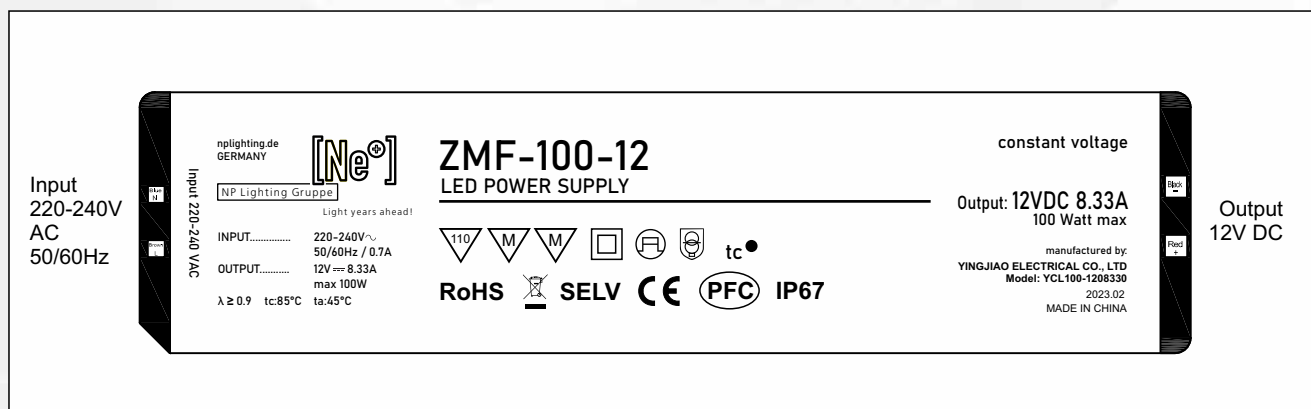 Input
220-240V
AC
50/60Hz
Blue
N
Brown
L
Input 220-240 VAC
nplighting.de
GERMANY
[Ne⊕]
NP Lighting Gruppe
Light years ahead!
INPUT.............. 220-240V~
50/60Hz / 0.7A
OUTPUT........... 12V⎓ 8.33A
max 100W
λ ≥ 0.9 tc:85°C ta:45°C
ZMF-100-12
LED POWER SUPPLY
110 M M tc●
RoHS SELV CE PFC IP67
constant voltage
Output: 12VDC 8.33A
100 Watt max
manufactured by:
YINGJIAO ELECTRICAL CO., LTD
Model: YCL100-1208330
2023.02
MADE IN CHINA
Black
-
Red
+
Output
12V DC